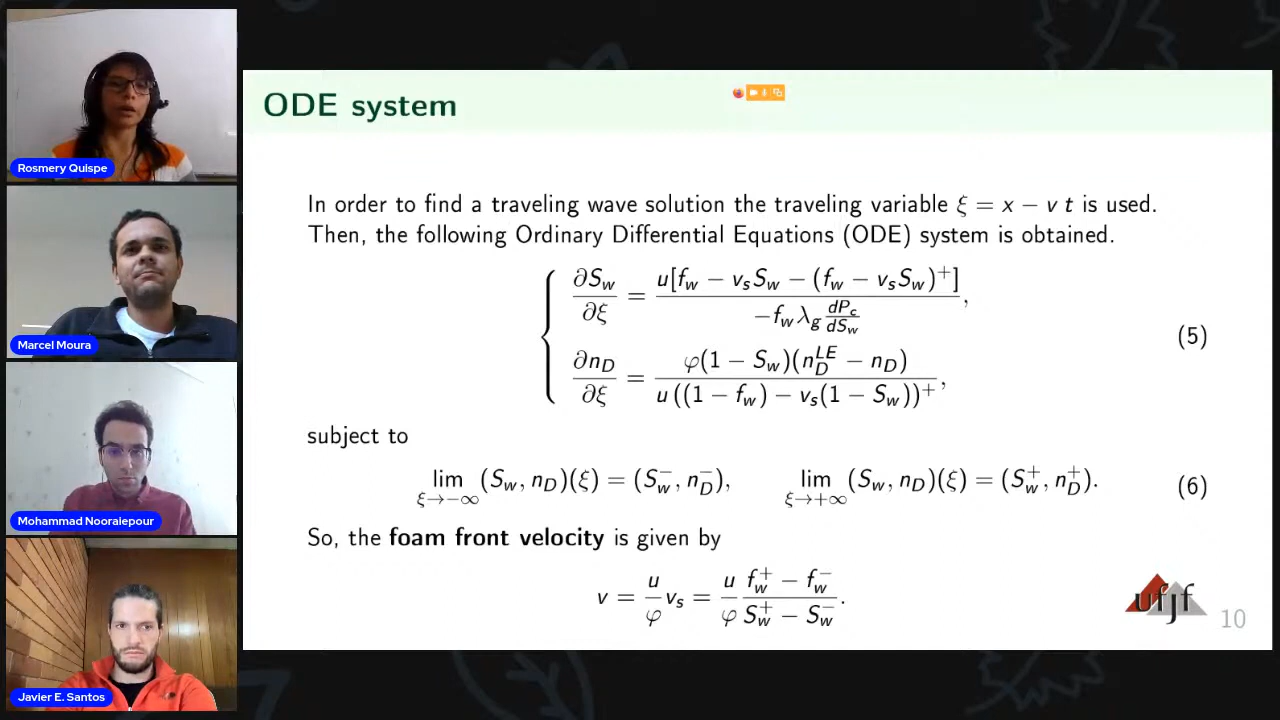 Rosmery Quispe
Marcel Moura
Mohammad Nooraiepour
Javier E. Santos
ODE system
In order to find a traveling wave solution the traveling variable ξ = x − v t is used.
Then, the following Ordinary Differential Equations (ODE) system is obtained.
∂S_w/∂ξ = u[f_w − v_s S_w − (f_w − v_s S_w)^+] / (−f_w λ_g dP_c/dS_w),
∂n_D/∂ξ = φ(1 − S_w)(n_D^{LE} − n_D) / (u ((1 − f_w) − v_s(1 − S_w))^+),
(5)
subject to
lim_{ξ→−∞} (S_w, n_D)(ξ) = (S_w^−, n_D^−), lim_{ξ→+∞} (S_w, n_D)(ξ) = (S_w^+, n_D^+). (6)
So, the foam front velocity is given by
v = u/φ v_s = u/φ (f_w^+ − f_w^−)/(S_w^+ − S_w^−).
ufjf
10